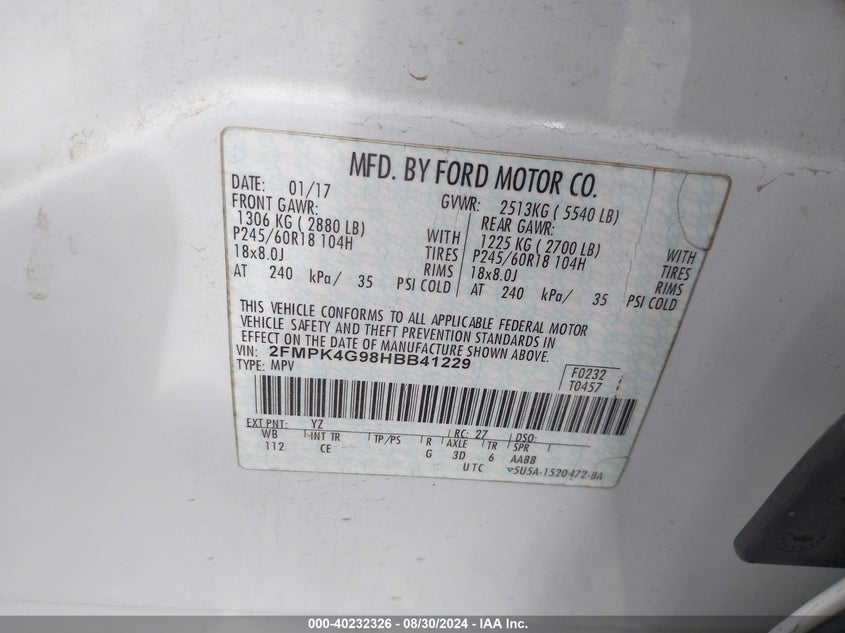 MFD. BY FORD MOTOR CO.
DATE: 01/17 GVWR: 2513KG ( 5540 LB)
FRONT GAWR: REAR GAWR:
1306 KG ( 2880 LB) WITH 1225 KG ( 2700 LB) WITH
P245/60R18 104H TIRES P245/60R18 104H TIRES
18x8.0J RIMS 18x8.0J RIMS
AT 240 kPa/ 35 PSI COLD AT 240 kPa/ 35 PSI COLD
THIS VEHICLE CONFORMS TO ALL APPLICABLE FEDERAL MOTOR
VEHICLE SAFETY AND THEFT PREVENTION STANDARDS IN
EFFECT ON THE DATE OF MANUFACTURE SHOWN ABOVE.
VIN: 2FMPK4G98HBB41229
TYPE: MPV
F0232
T0457
EXT PNT: YZ RC: 27 DSO:
WB INT TR TP/PS R AXLE TR SPR
112 CE G 3D 6 AABB
UTC 5U5A-1520472-BA
000-40232326 - 08/30/2024 - IAA Inc.